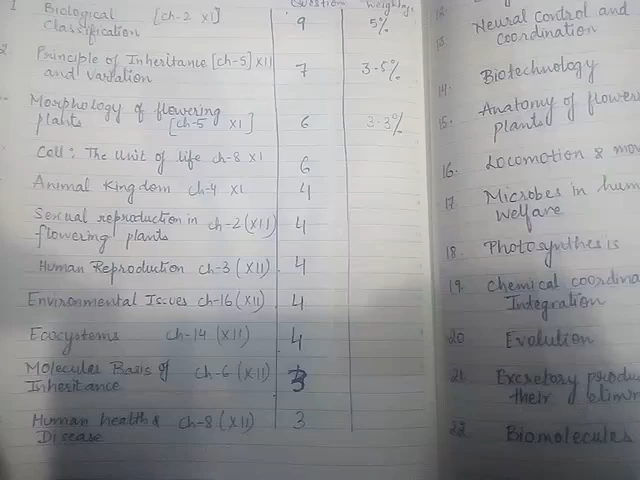 Question Weightage
1 Biological [ch-2 XI] 9 5%
Classification
2. Principle of Inheritance [ch-5] XII 7 3.5%
and Variation
Morphology of flowering
plants [ch-5 XI] 6 3.3%
Cell: The Unit of life ch-8 XI 6
Animal Kingdom ch-4 XI 4
Sexual reproduction in ch-2 (XII) 4
flowering plants
Human Reproduction ch-3 (XII) 4
Environmental Issues ch-16 (XII) 4
Ecosystems ch-14 (XII) 4
Molecular Basis of ch-6 (XII) 3
Inheritance
Human health & ch-8 (XII) 3
Disease
12.
13. Neural control and
coordination
14. Biotechnology
15. Anatomy of flower
plants
16. Locomotion & mov
17. Microbes in hum
welfare
18. Photosynthesis
19. Chemical coordina
Integration
20 Evolution
21. Excretory produ
their elimin
22 Biomolecules